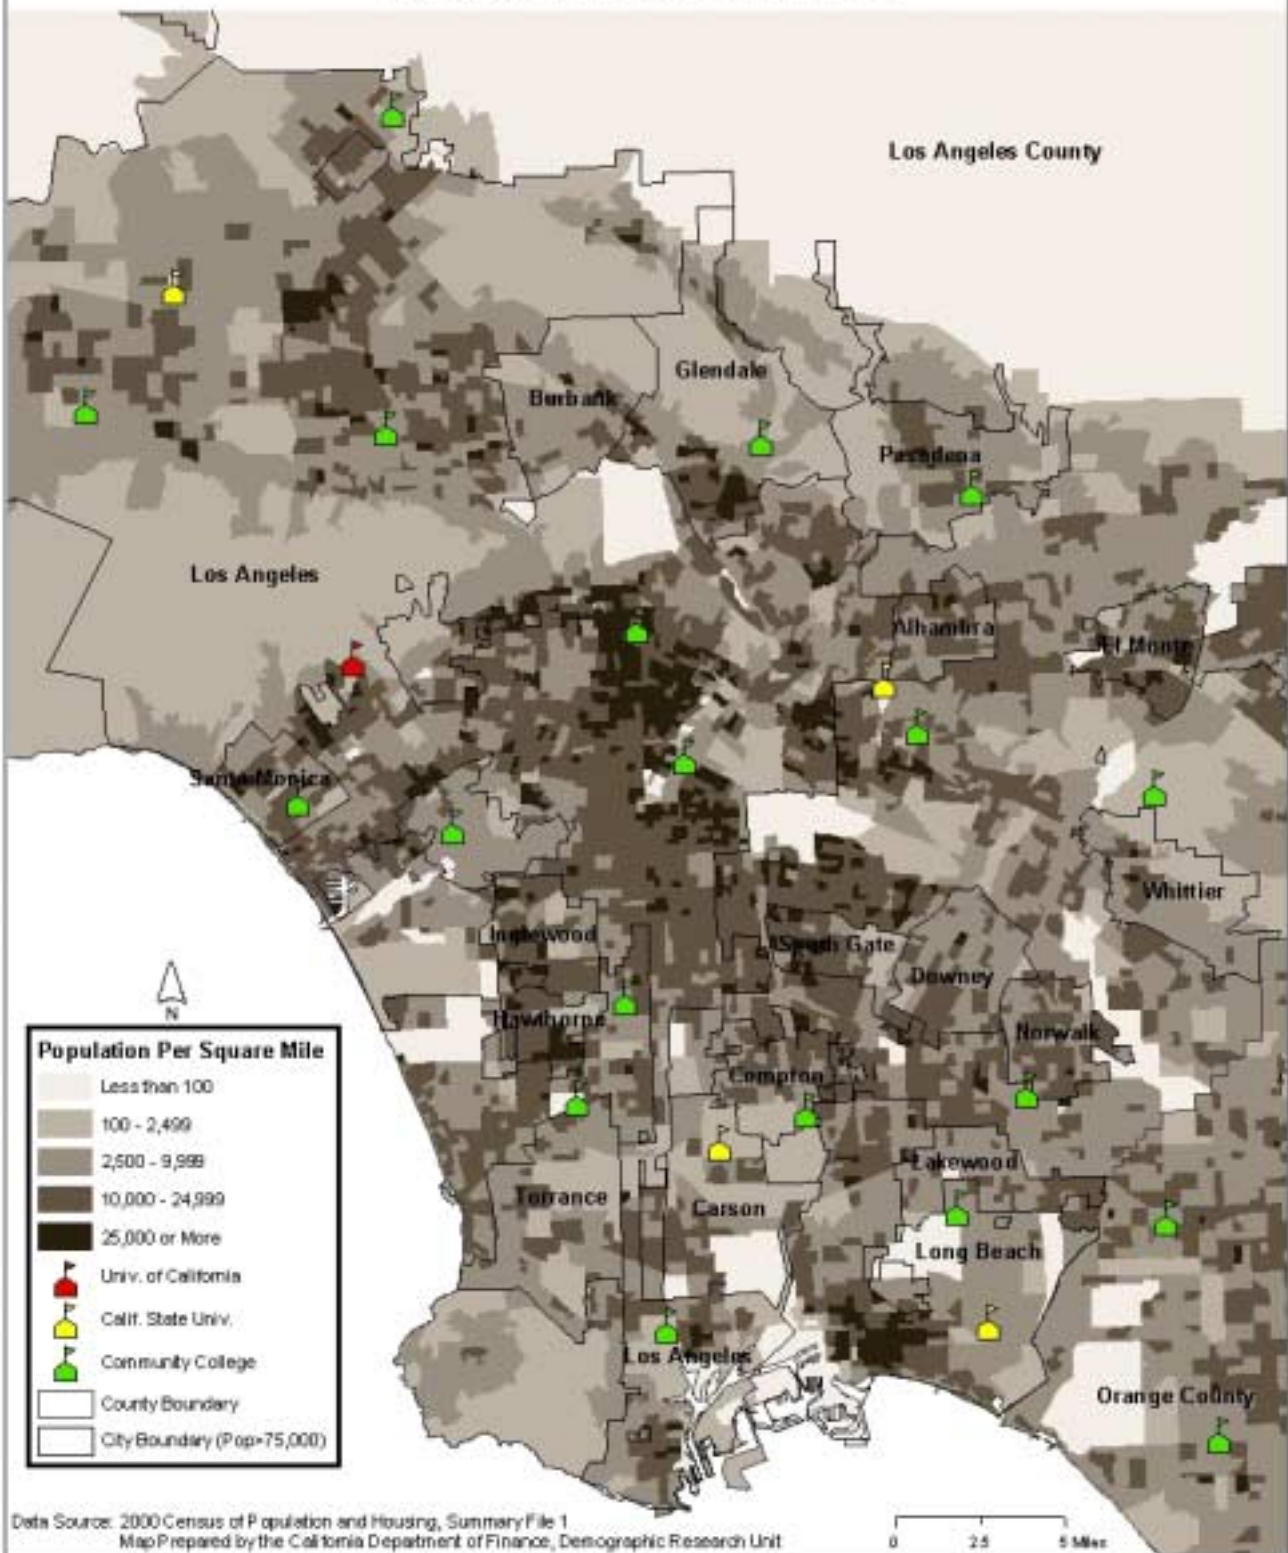 Los Angeles County
Glendale
Burbank
Pasadena
Los Angeles
Alhambra
El Monte
Santa Monica
Whittier
Inglewood
South Gate
Downey
Hawthorne
Norwalk
Compton
Lakewood
Torrance
Carson
Long Beach
Los Angeles
Orange County
N
Population Per Square Mile
Less than 100
100 - 2,499
2,500 - 9,999
10,000 - 24,999
25,000 or More
Univ. of California
Calif. State Univ.
Community College
County Boundary
City Boundary (Pop>75,000)
Data Source: 2000 Census of Population and Housing, Summary File 1
Map Prepared by the California Department of Finance, Demographic Research Unit
0 2.5 5 Miles